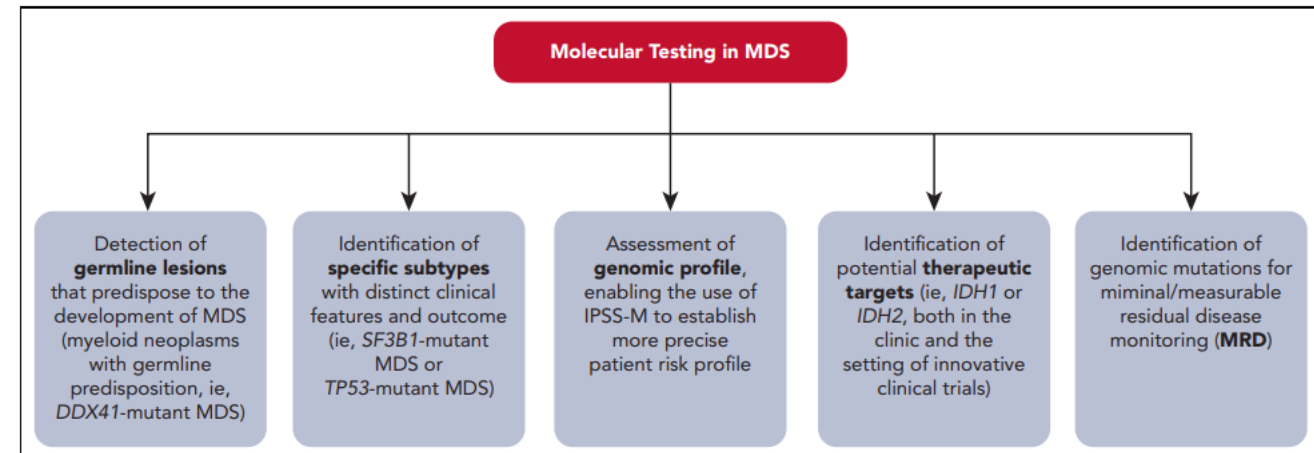 Molecular Testing in MDS
Detection of
germline lesions
that predispose to the
development of MDS
(myeloid neoplasms
with germline
predisposition, ie,
DDX41-mutant MDS)
Identification of
specific subtypes
with distinct clinical
features and outcome
(ie, SF3B1-mutant
MDS or
TP53-mutant MDS)
Assessment of
genomic profile,
enabling the use of
IPSS-M to establish
more precise
patient risk profile
Identification of
potential therapeutic
targets (ie, IDH1 or
IDH2, both in the
clinic and the
setting of innovative
clinical trials)
Identification of
genomic mutations for
miminal/measurable
residual disease
monitoring (MRD)